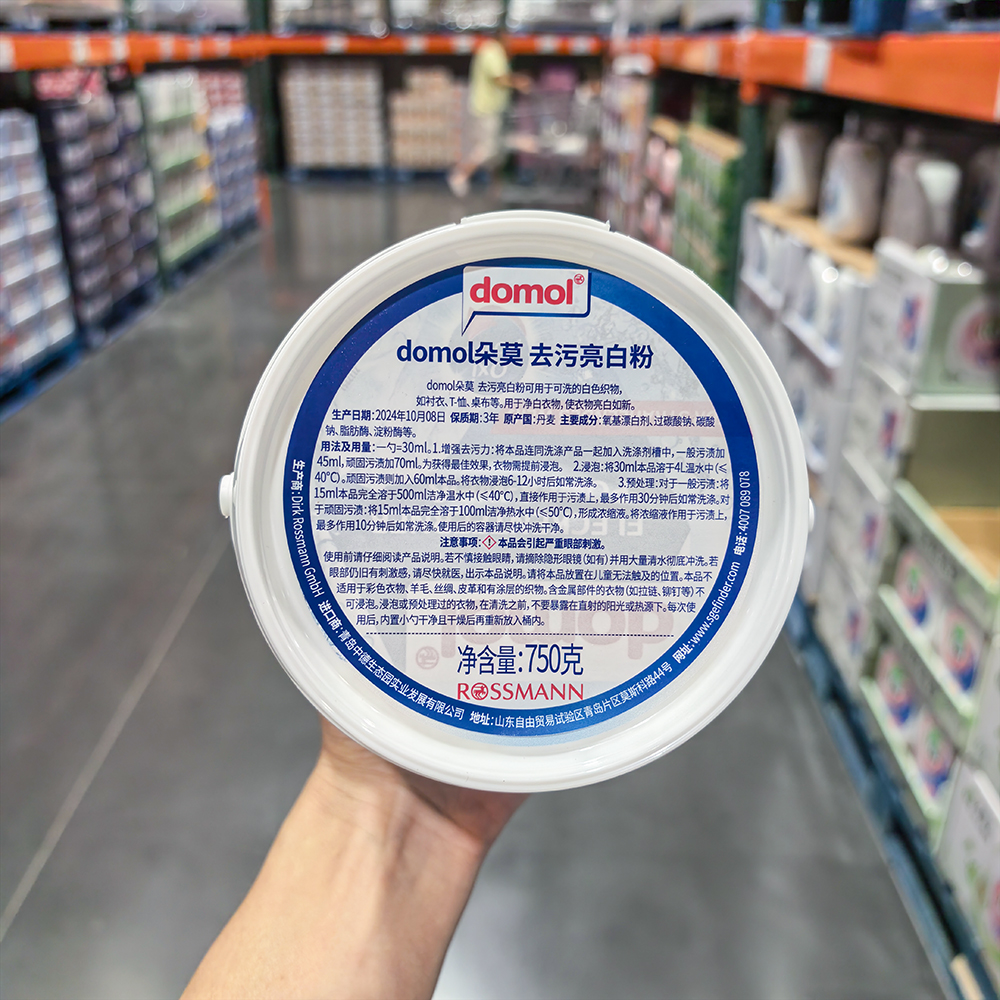 domol®
domol朵莫 去污亮白粉
domol朵莫 去污亮白粉可用于可洗的白色织物,
如衬衣、T-恤、桌布等。用于净白衣物, 使衣物亮白如新。
生产日期:2024年10月08日 保质期:3年 原产国:丹麦 主要成分:氧基漂白剂、过碳酸钠、碳酸
钠、脂肪酶、淀粉酶等。
用法及用量:一勺=30ml。1.增强去污力:将本品连同洗涤产品一起加入洗涤剂槽中,一般污渍加
45ml,顽固污渍加70ml。为获得最佳效果,衣物需提前浸泡。 2.浸泡:将30ml本品溶于4L温水中(≤
40℃)。顽固污渍则加入60ml本品。将衣物浸泡6-12小时后如常洗涤。 3.预处理:对于一般污渍:将
15ml本品完全溶于500ml洁净温水中(≤40℃),直接作用于污渍上,最多作用30分钟后如常洗涤。对
于顽固污渍:将15ml本品完全溶于100ml洁净热水中(≤50℃),形成浓缩液。将浓缩液作用于污渍上,
最多作用10分钟后如常洗涤。使用后的容器请尽快冲洗干净。
注意事项: 本品会引起严重眼部刺激。
使用前请仔细阅读产品说明。若不慎接触眼睛,请摘除隐形眼镜(如有)并用大量清水彻底冲洗。若
眼部仍旧有刺激感,请尽快就医,出示本品说明。请将本品放置在儿童无法触及的位置。本品不
适用于彩色衣物、羊毛、丝绸、皮革和有涂层的织物。含金属部件的衣物(如拉链、铆钉等)不
可浸泡。浸泡或预处理过的衣物,在清洗之前,不要暴露在直射的阳光或热源下。每次使
用后,内置小勺干净且干燥后再重新放入桶内。
净含量:750克
ROSSMANN
生产商:Dirk Rossmann GmbH 进口商:青岛中德生态园实业发展有限公司 地址:山东自由贸易试验区青岛片区莫斯科路44号 网址:www.sgefinder.com 电话:4007 089 078